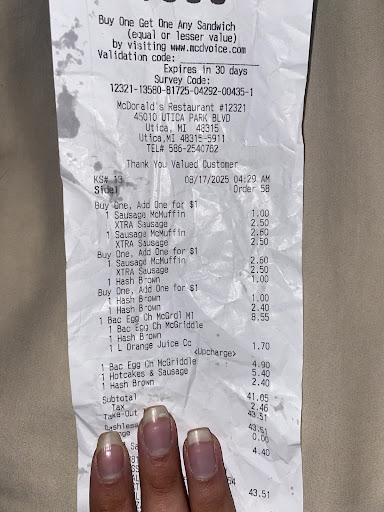 Buy One Get One Any Sandwich
(equal or lesser value)
by visiting www.mcdvoice.com
Validation code:
Expires in 30 days
Survey Code:
12321-13580-81725-04292-00435-1
McDonald's Restaurant #12321
45010 UTICA PARK BLVD
Utica, MI 48315
Utica,MI 48315-5911
TEL# 586-2540762
Thank You Valued Customer
KS# 13 08/17/2025 04:29 AM
Side1 Order 58
Buy One, Add One for $1
1 Sausage McMuffin 1.00
XTRA Sausage 2.50
1 Sausage McMuffin 2.60
XTRA Sausage 2.50
Buy One, Add One for $1
1 Sausage McMuffin 2.60
XTRA Sausage 2.50
1 Hash Brown 1.00
Buy One, Add One for $1
1 Hash Brown 1.00
1 Hash Brown 2.40
1 Bac Egg Ch McGrdl Ml 8.55
1 Bac Egg Ch McGriddle
1 Hash Brown
1 L Orange Juice Cc 1.70
<Upcharge>
1 Bac Egg Ch McGriddle 4.90
1 Hotcakes & Sausage 5.40
1 Hash Brown 2.40
Subtotal 41.05
Tax 2.46
Take-Out 43.51
Cashless 43.51
0.00
4.40
43.51